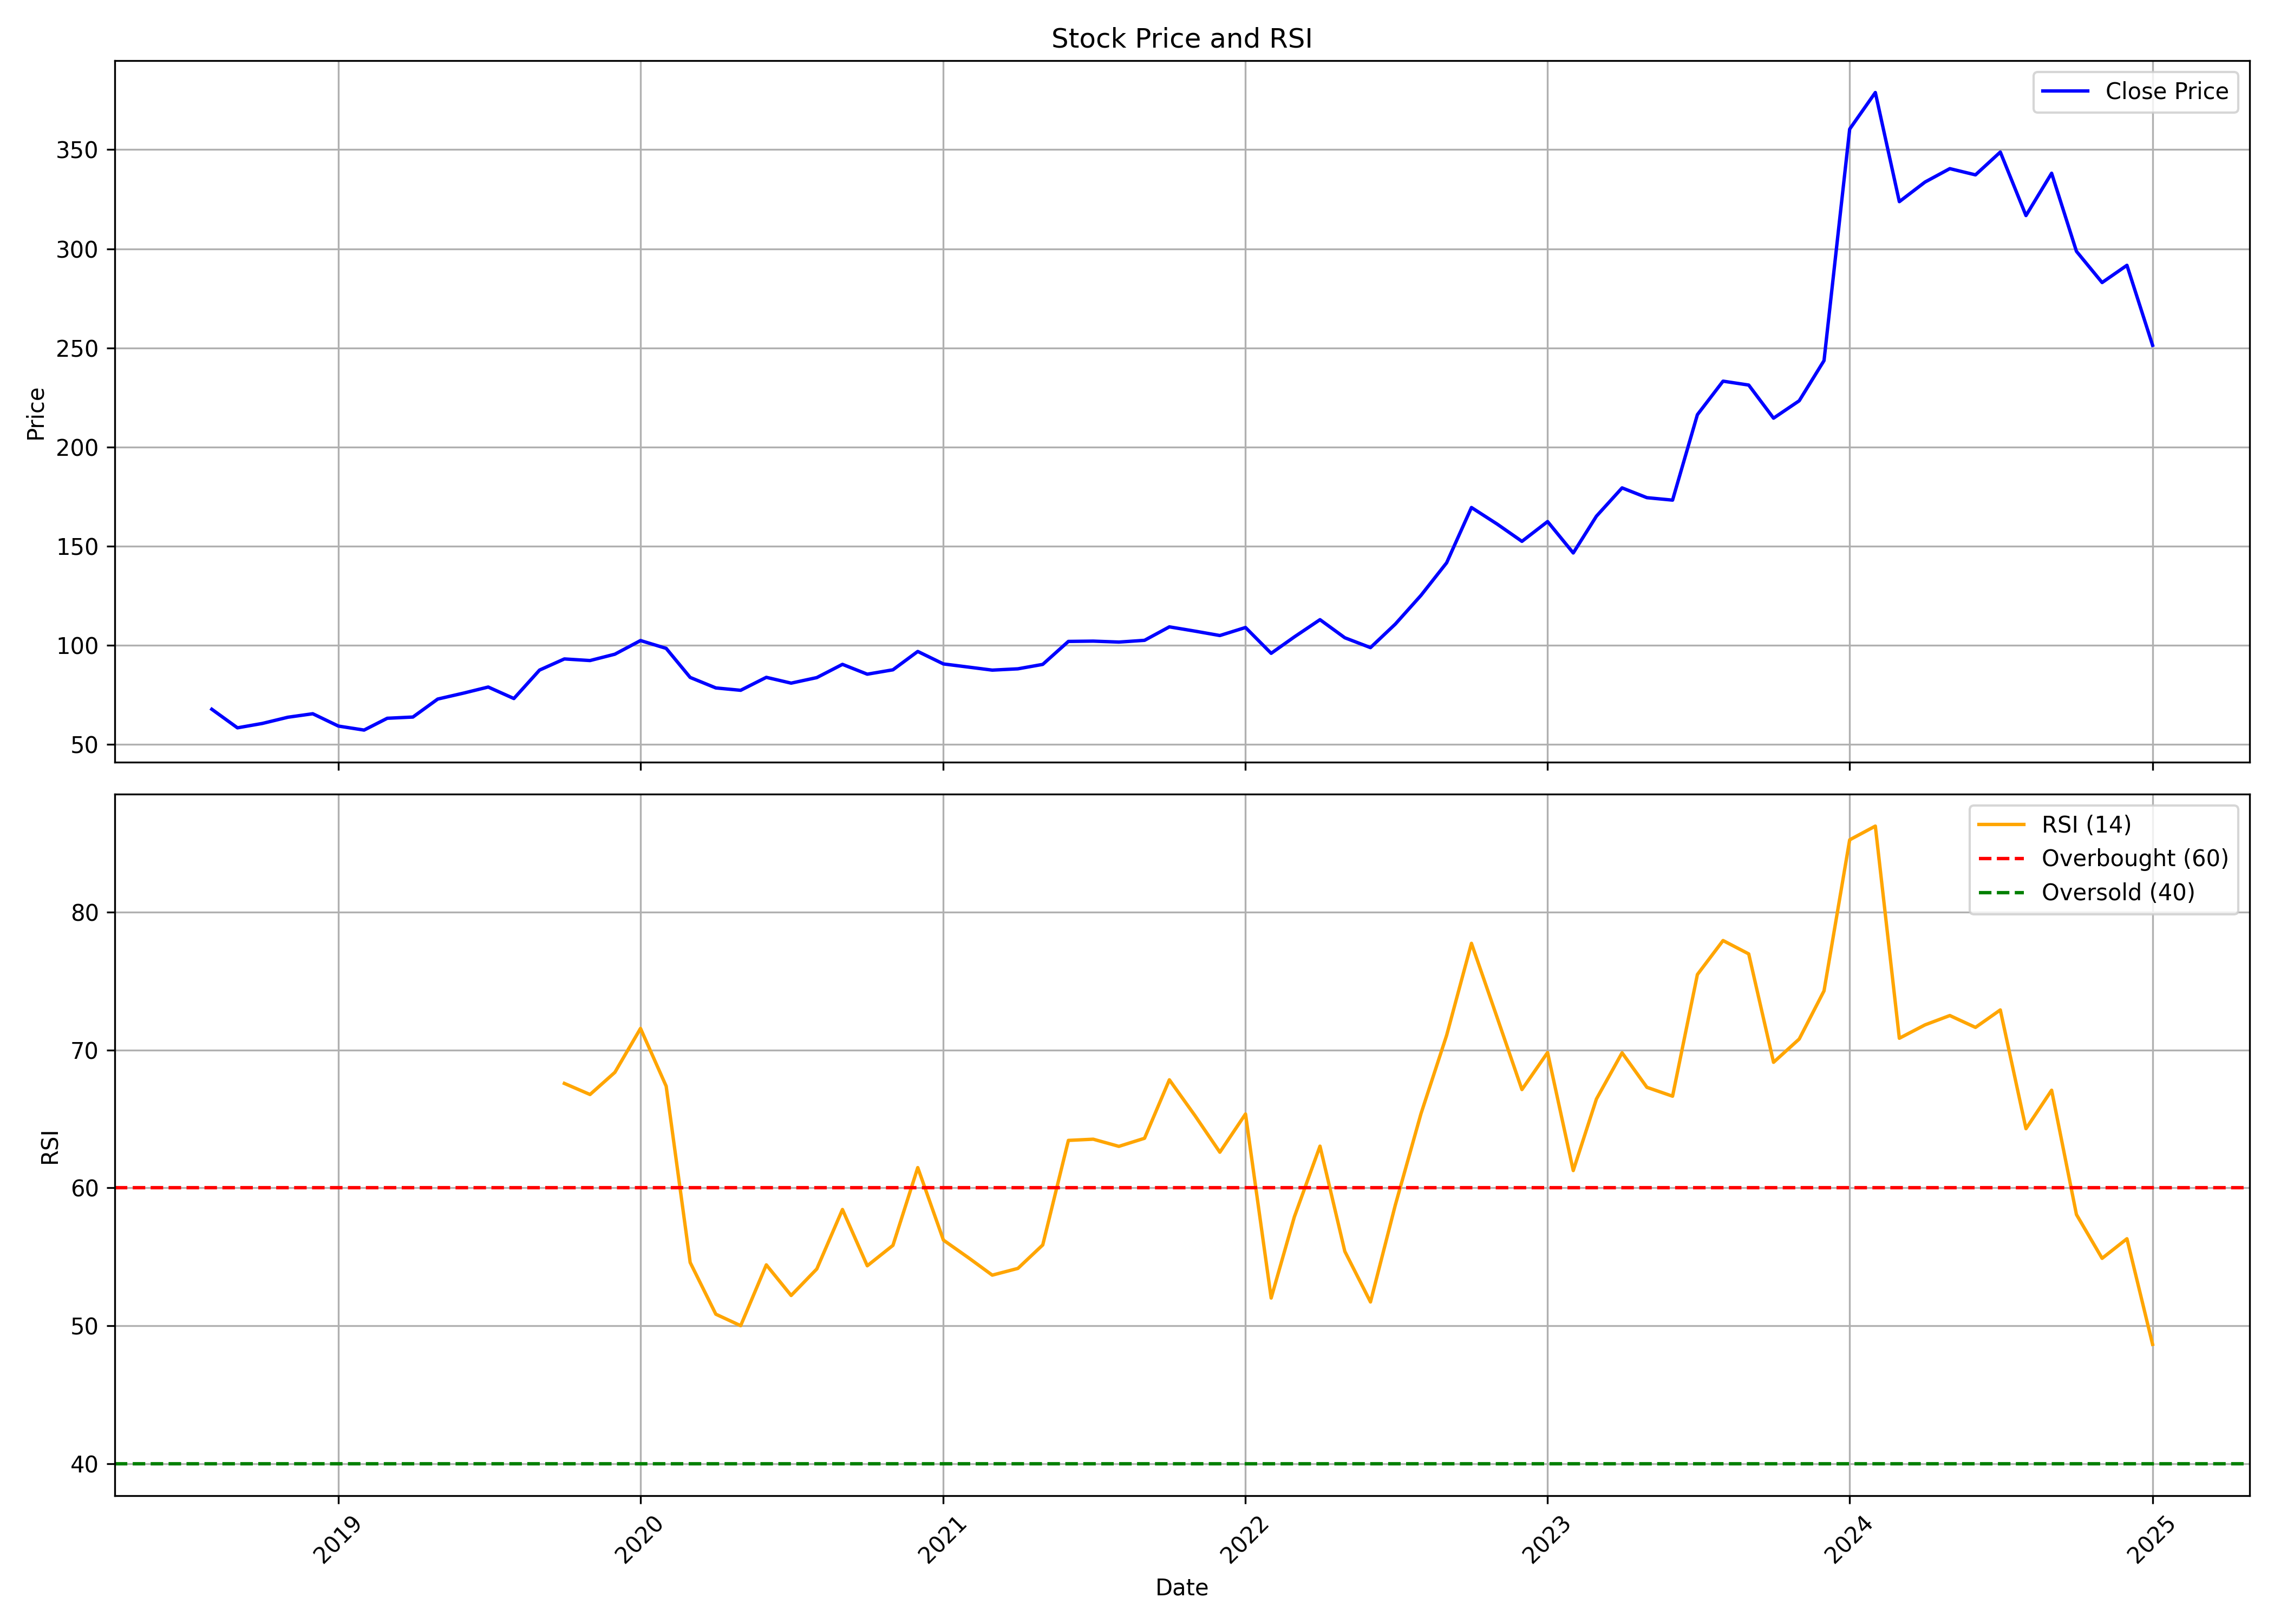 Stock Price and RSI
Close Price
350
300
250
200
150
100
50
Price
RSI (14)
Overbought (60)
Oversold (40)
80
70
60
50
40
RSI
2019
2020
2021
2022
2023
2024
2025
Date